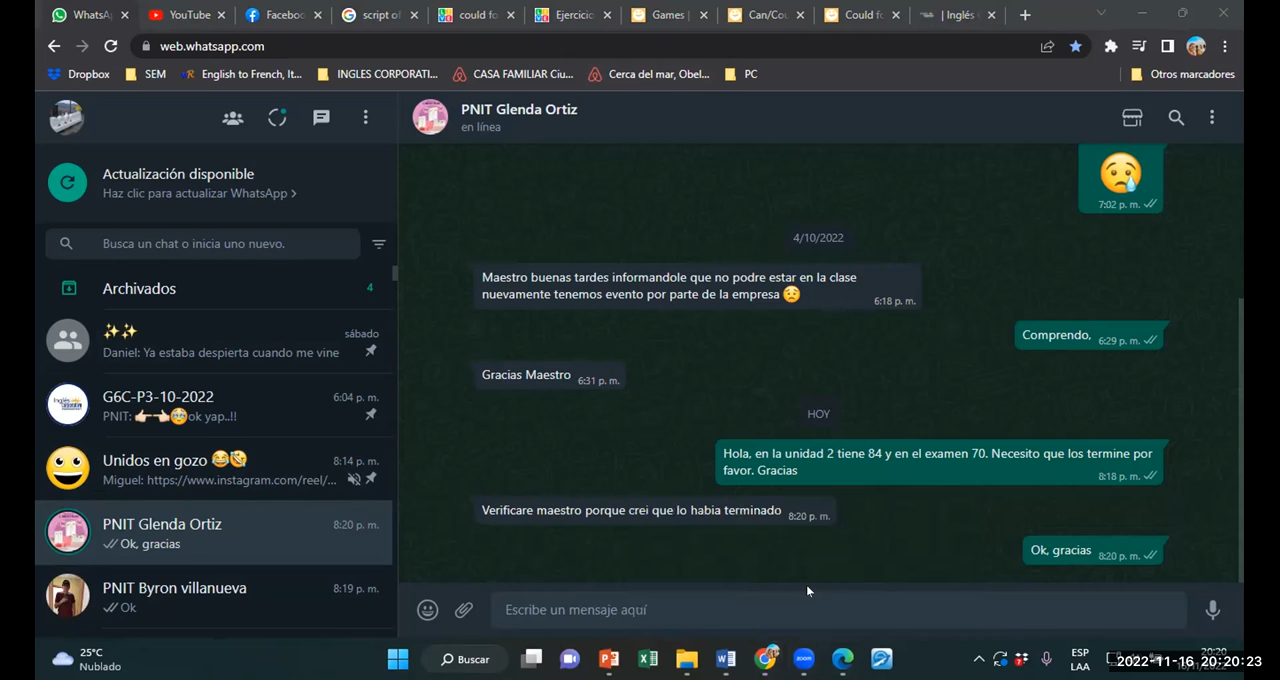 WhatsA
YouTube
Faceboo
script of
could fo
Ejercicio
Games |
Can/Cou
Could fo
| Inglés
web.whatsapp.com
Dropbox
SEM
English to French, It...
INGLES CORPORATI...
CASA FAMILIAR Ciu...
Cerca del mar, Obel...
PC
Otros marcadores
PNIT Glenda Ortiz
en línea
Actualización disponible
Haz clic para actualizar WhatsApp >
Busca un chat o inicia uno nuevo.
Archivados 4
sábado
Daniel: Ya estaba despierta cuando me vine
G6C-P3-10-2022 6:04 p. m.
PNIT: 👉🏻👈🏻🥹ok yap..!!
Unidos en gozo 😂🤣 8:14 p. m.
Miguel: https://www.instagram.com/reel/...
PNIT Glenda Ortiz 8:20 p. m.
Ok, gracias
PNIT Byron villanueva 8:19 p. m.
Ok
7:02 p. m.
4/10/2022
Maestro buenas tardes informandole que no podre estar en la clase
nuevamente tenemos evento por parte de la empresa 😟
6:18 p. m.
Comprendo, 6:29 p. m.
Gracias Maestro 6:31 p. m.
HOY
Hola, en la unidad 2 tiene 84 y en el examen 70. Necesito que los termine por
favor. Gracias 8:18 p. m.
Verificare maestro porque crei que lo habia terminado 8:20 p. m.
Ok, gracias 8:20 p. m.
Escribe un mensaje aquí
25°C
Nublado
Buscar
ESP
LAA
20:20
2022-11-16 20:20:23